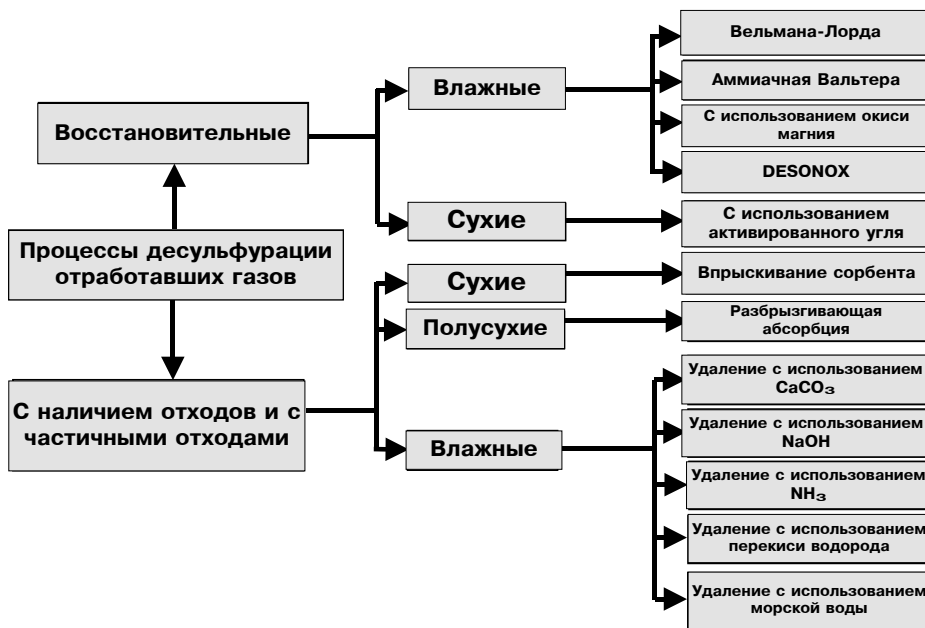 Вельмана-Лорда
Аммиачная Вальтера
С использованием окиси
магния
DESONOX
Влажные
Восстановительные
Сухие
С использованием
активированного угля
Процессы десульфурации
отработавших газов
Сухие
Впрыскивание сорбента
Полусухие
Разбрызгивающая
абсорбция
С наличием отходов и с
частичными отходами
Влажные
Удаление с использованием
CaCO₃
Удаление с использованием
NaOH
Удаление с использованием
NH₃
Удаление с использованием
перекиси водорода
Удаление с использованием
морской воды